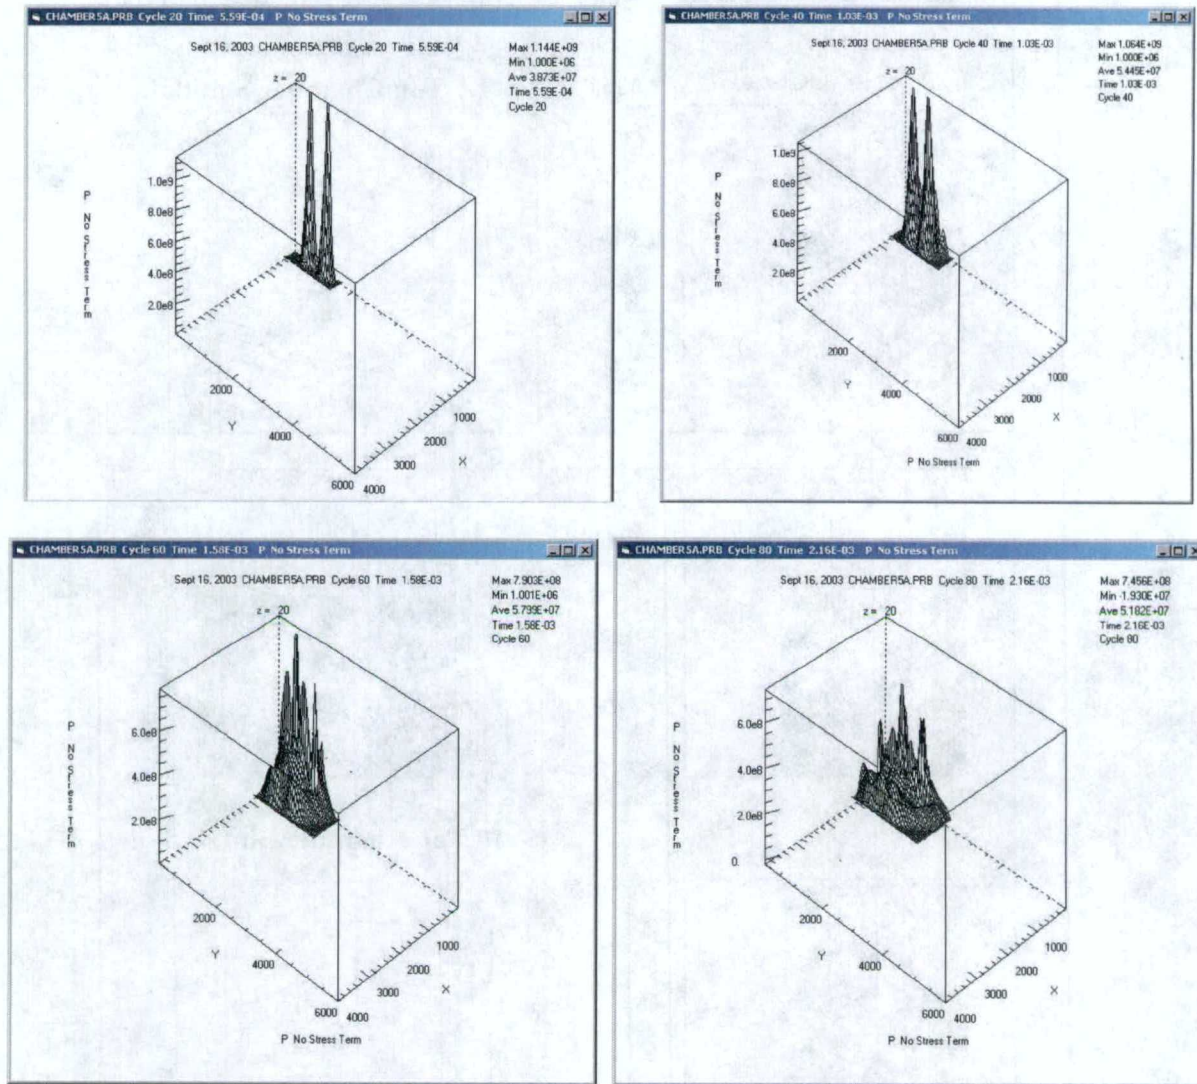 CHAMBER5A.PRB Cycle 20 Time 5.59E-04 P No Stress Term
Sept 16, 2003 CHAMBER5A.PRB Cycle 20 Time 5.59E-04
Max 1.144E+09
Min 1.000E+06
Ave 3.873E+07
Time 5.59E-04
Cycle 20
z = 20
P No Stress Term
1.0e9
8.0e8
6.0e8
4.0e8
2.0e8
2000
4000
6000
Y
1000
2000
3000
4000
X
CHAMBER5A.PRB Cycle 40 Time 1.03E-03 P No Stress Term
Sept 16, 2003 CHAMBER5A.PRB Cycle 40 Time 1.03E-03
Max 1.064E+09
Min 1.000E+06
Ave 5.445E+07
Time 1.03E-03
Cycle 40
z = 20
P No Stress Term
1.0e9
8.0e8
6.0e8
4.0e8
2.0e8
2000
4000
6000
Y
1000
2000
3000
4000
X
P No Stress Term
CHAMBER5A.PRB Cycle 60 Time 1.58E-03 P No Stress Term
Sept 16, 2003 CHAMBER5A.PRB Cycle 60 Time 1.58E-03
Max 7.903E+08
Min 1.001E+06
Ave 5.799E+07
Time 1.58E-03
Cycle 60
z = 20
P No Stress Term
6.0e8
4.0e8
2.0e8
2000
4000
6000
Y
1000
2000
3000
4000
X
P No Stress Term
CHAMBER5A.PRB Cycle 80 Time 2.16E-03 P No Stress Term
Sept 16, 2003 CHAMBER5A.PRB Cycle 80 Time 2.16E-03
Max 7.456E+08
Min -1.930E+07
Ave 5.182E+07
Time 2.16E-03
Cycle 80
z = 20
P No Stress Term
6.0e8
4.0e8
2.0e8
0.
2000
4000
6000
Y
1000
2000
3000
4000
X
P No Stress Term